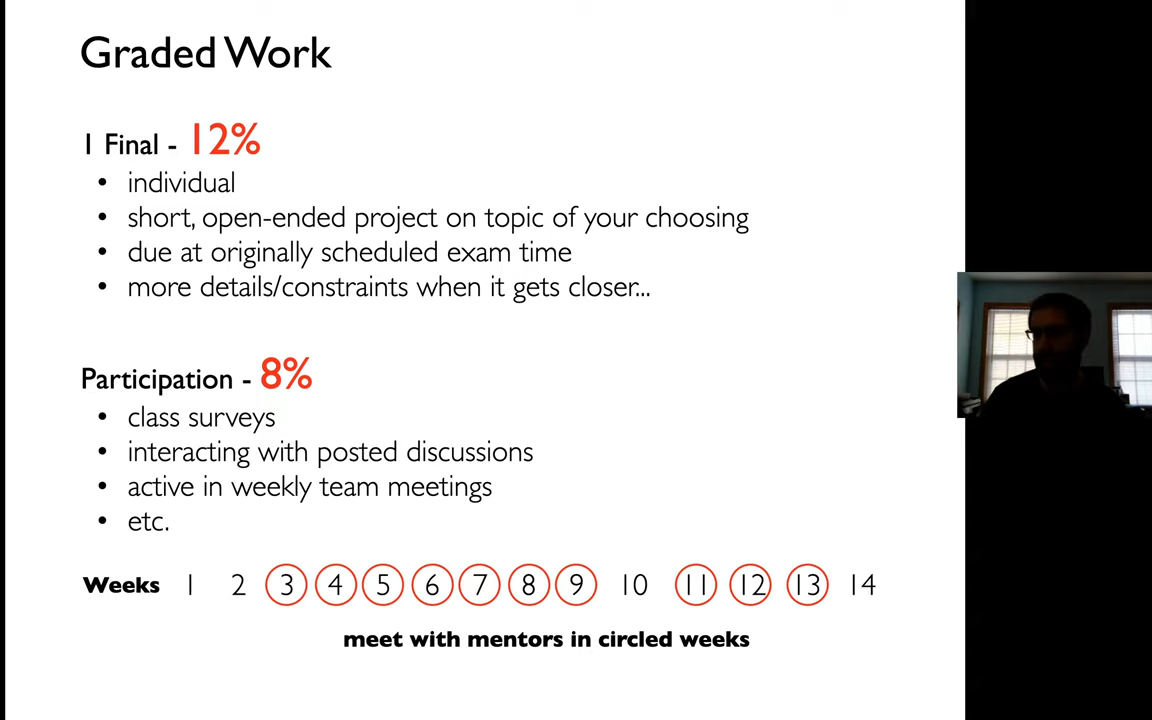 Graded Work
1 Final - 12%
• individual
• short, open-ended project on topic of your choosing
• due at originally scheduled exam time
• more details/constraints when it gets closer...
Participation - 8%
• class surveys
• interacting with posted discussions
• active in weekly team meetings
• etc.
Weeks 1 2 3 4 5 6 7 8 9 10 11 12 13 14
meet with mentors in circled weeks